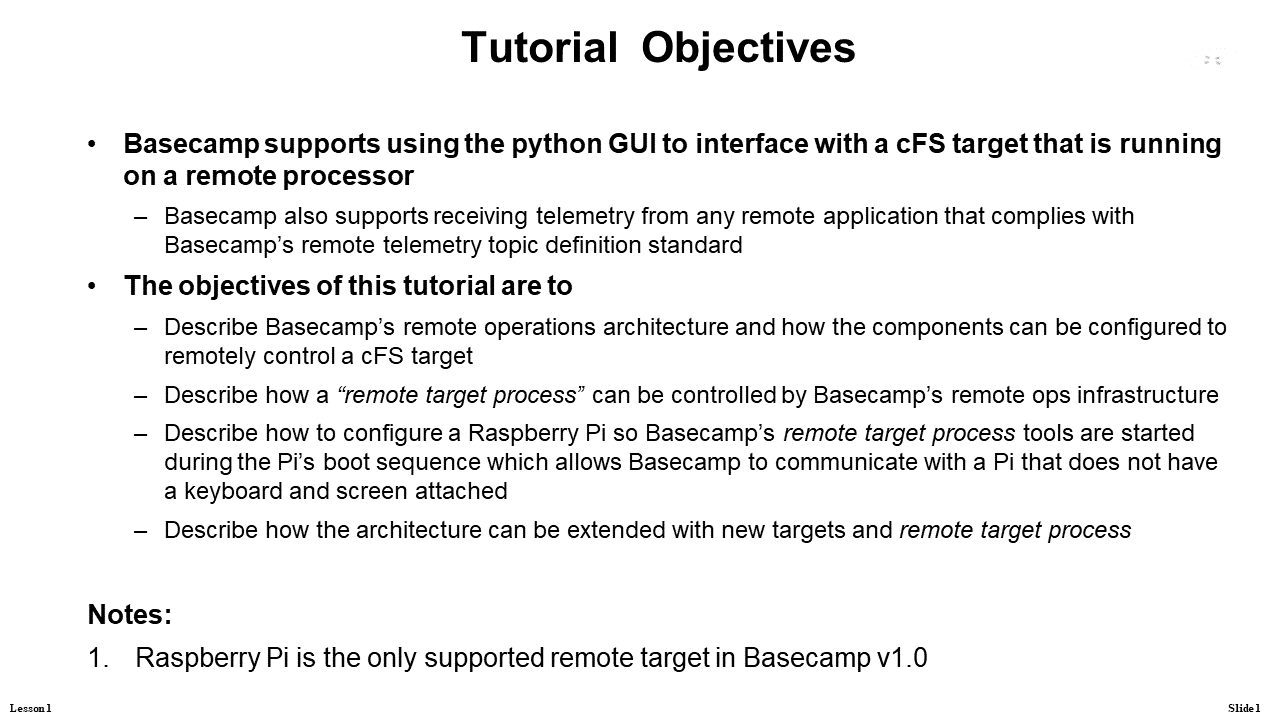 Tutorial Objectives
• Basecamp supports using the python GUI to interface with a cFS target that is running
on a remote processor
– Basecamp also supports receiving telemetry from any remote application that complies with
Basecamp’s remote telemetry topic definition standard
• The objectives of this tutorial are to
– Describe Basecamp’s remote operations architecture and how the components can be configured to
remotely control a cFS target
– Describe how a “remote target process” can be controlled by Basecamp’s remote ops infrastructure
– Describe how to configure a Raspberry Pi so Basecamp’s remote target process tools are started
during the Pi’s boot sequence which allows Basecamp to communicate with a Pi that does not have
a keyboard and screen attached
– Describe how the architecture can be extended with new targets and remote target process
Notes:
1. Raspberry Pi is the only supported remote target in Basecamp v1.0
Lesson 1
Slide 1